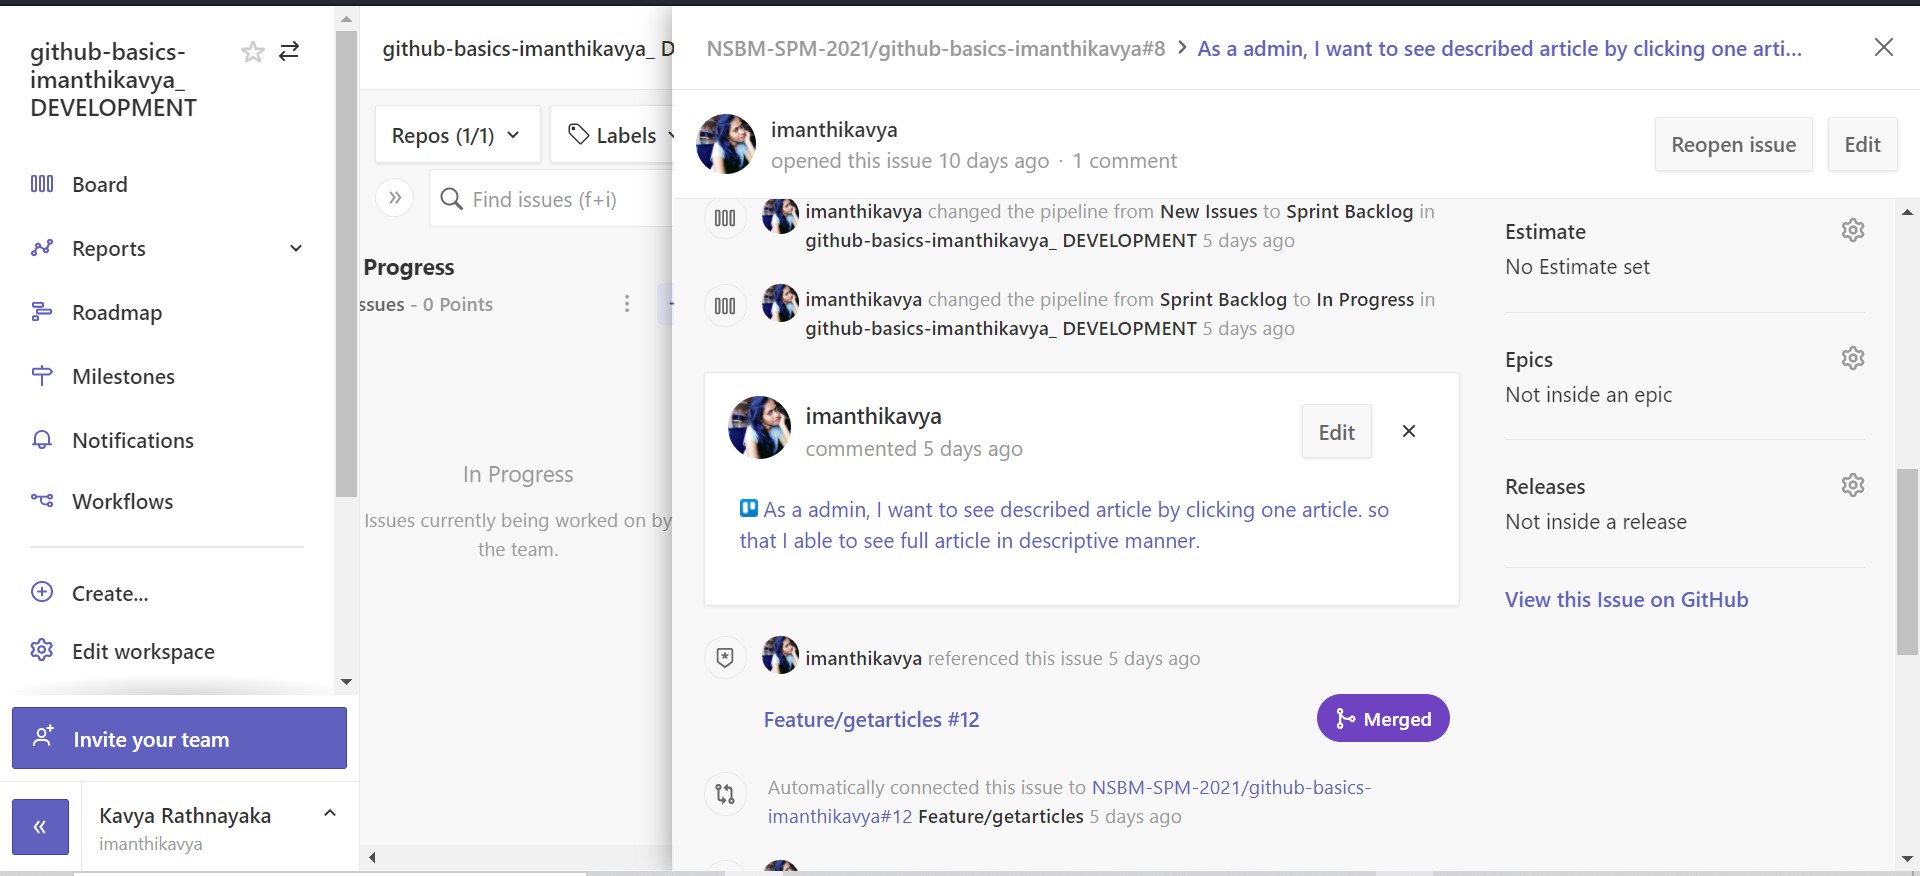 github-basics-
imanthikavya_
DEVELOPMENT
Board
Reports
Roadmap
Milestones
Notifications
Workflows
Create...
Edit workspace
Invite your team
Kavya Rathnayaka
imanthikavya
github-basics-imanthikavya_ D
Repos (1/1)
Labels
Find issues (f+i)
Progress
ssues - 0 Points
In Progress
Issues currently being worked on by
the team.
NSBM-SPM-2021/github-basics-imanthikavya#8 > As a admin, I want to see described article by clicking one arti...
imanthikavya
opened this issue 10 days ago · 1 comment
Reopen issue
Edit
imanthikavya changed the pipeline from New Issues to Sprint Backlog in
github-basics-imanthikavya_ DEVELOPMENT 5 days ago
imanthikavya changed the pipeline from Sprint Backlog to In Progress in
github-basics-imanthikavya_ DEVELOPMENT 5 days ago
imanthikavya
commented 5 days ago
Edit
As a admin, I want to see described article by clicking one article. so
that I able to see full article in descriptive manner.
imanthikavya referenced this issue 5 days ago
Feature/getarticles #12
Merged
Automatically connected this issue to NSBM-SPM-2021/github-basics-
imanthikavya#12 Feature/getarticles 5 days ago
Estimate
No Estimate set
Epics
Not inside an epic
Releases
Not inside a release
View this Issue on GitHub